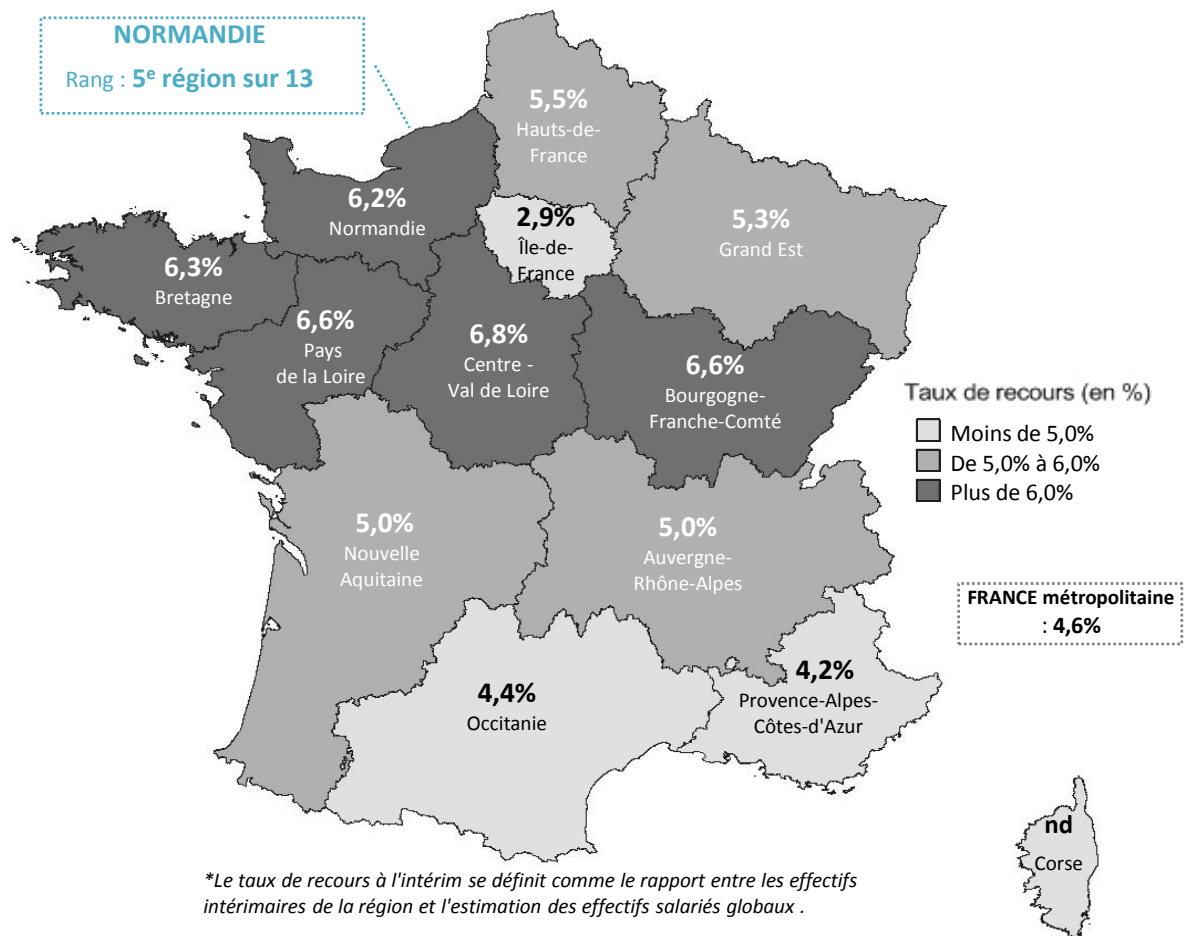 NORMANDIE
Rang : 5e région sur 13
5,5%
Hauts-de-
France
6,2%
Normandie
2,9%
Île-de-
France
5,3%
Grand Est
6,3%
Bretagne
6,6%
Pays
de la Loire
6,8%
Centre -
Val de Loire
6,6%
Bourgogne-
Franche-Comté
Taux de recours (en %)
Moins de 5,0%
De 5,0% à 6,0%
Plus de 6,0%
5,0%
Nouvelle
Aquitaine
5,0%
Auvergne-
Rhône-Alpes
FRANCE métropolitaine
: 4,6%
4,4%
Occitanie
4,2%
Provence-Alpes-
Côtes-d'Azur
nd
Corse
*Le taux de recours à l'intérim se définit comme le rapport entre les effectifs
intérimaires de la région et l'estimation des effectifs salariés globaux .